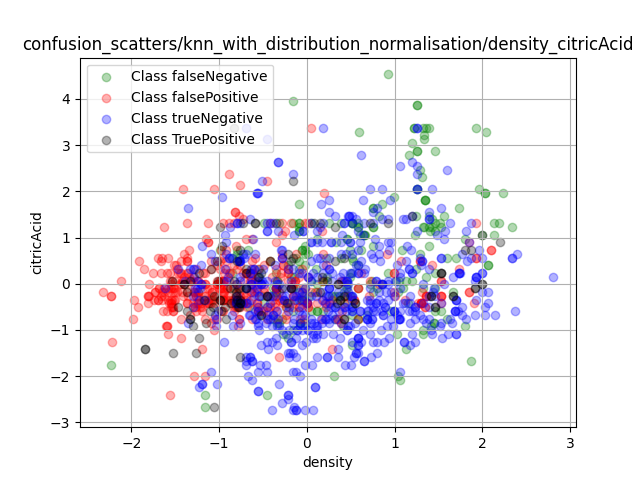 confusion_scatters/knn_with_distribution_normalisation/density_citricAcid
Class falseNegative
Class falsePositive
Class trueNegative
Class TruePositive
citricAcid
4
3
2
1
0
−1
−2
−3
−2
−1
0
1
2
3
density